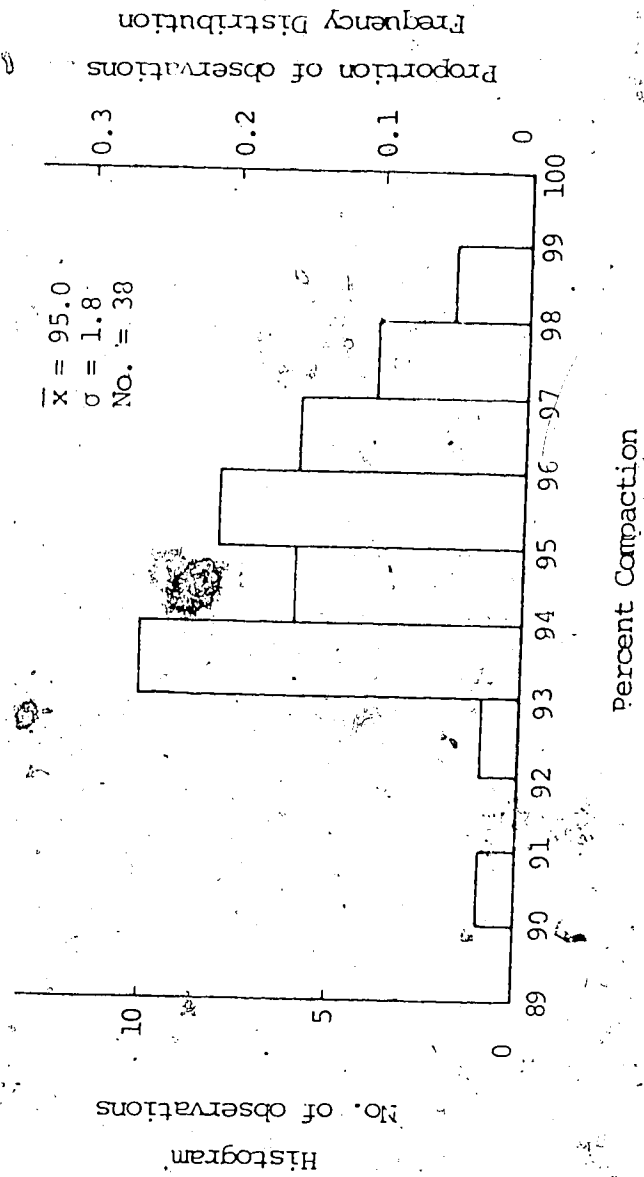 Histogram
No. of observations
10
5
0
x̄ = 95.0
σ = 1.8
No. = 38
89 90 91 92 93 94 95 96 97 98 99 100
Percent Compaction
0.3
0.2
0.1
0
Proportion of observations
Frequency Distribution